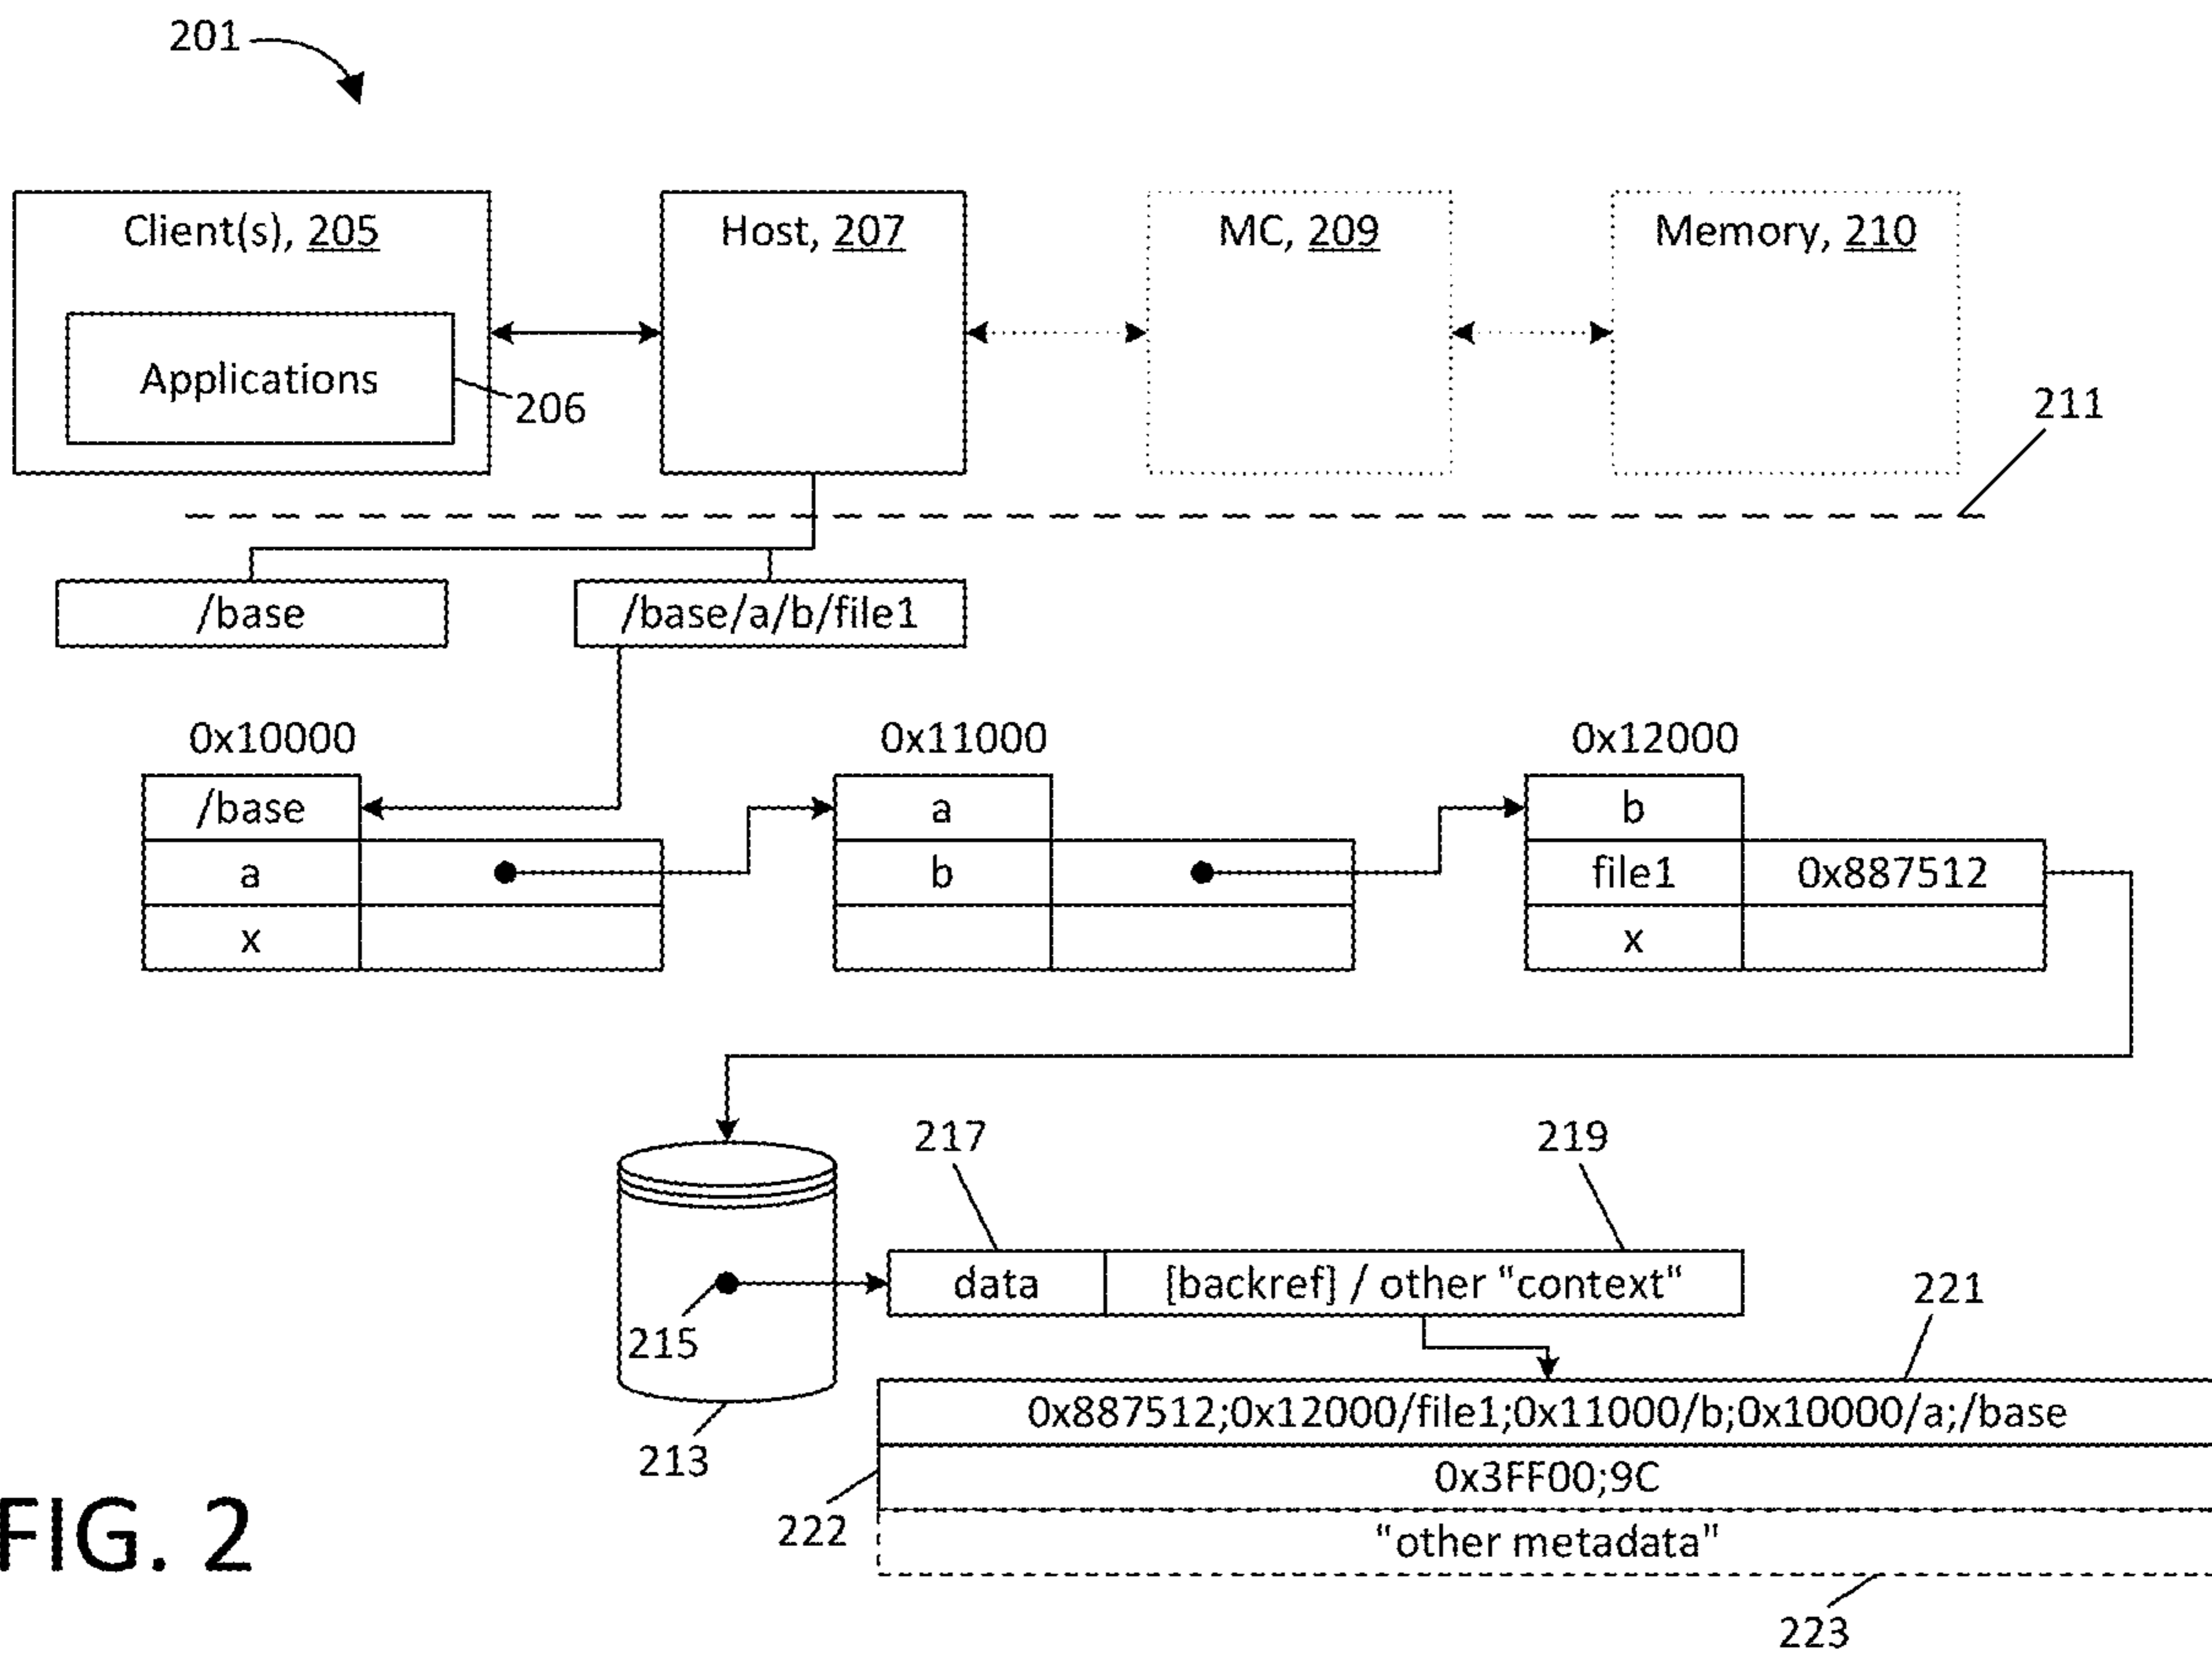 201
Client(s), 205
Host, 207
MC, 209
Memory, 210
Applications
206
211
/base
/base/a/b/file1
0x10000
0x11000
0x12000
/base
a
b
a
b
file1
0x887512
x
x
217
219
data
[backref] / other "context"
221
215
0x887512;0x12000/file1;0x11000/b;0x10000/a;/base
213
0x3FF00;9C
222
"other metadata"
223
FIG. 2